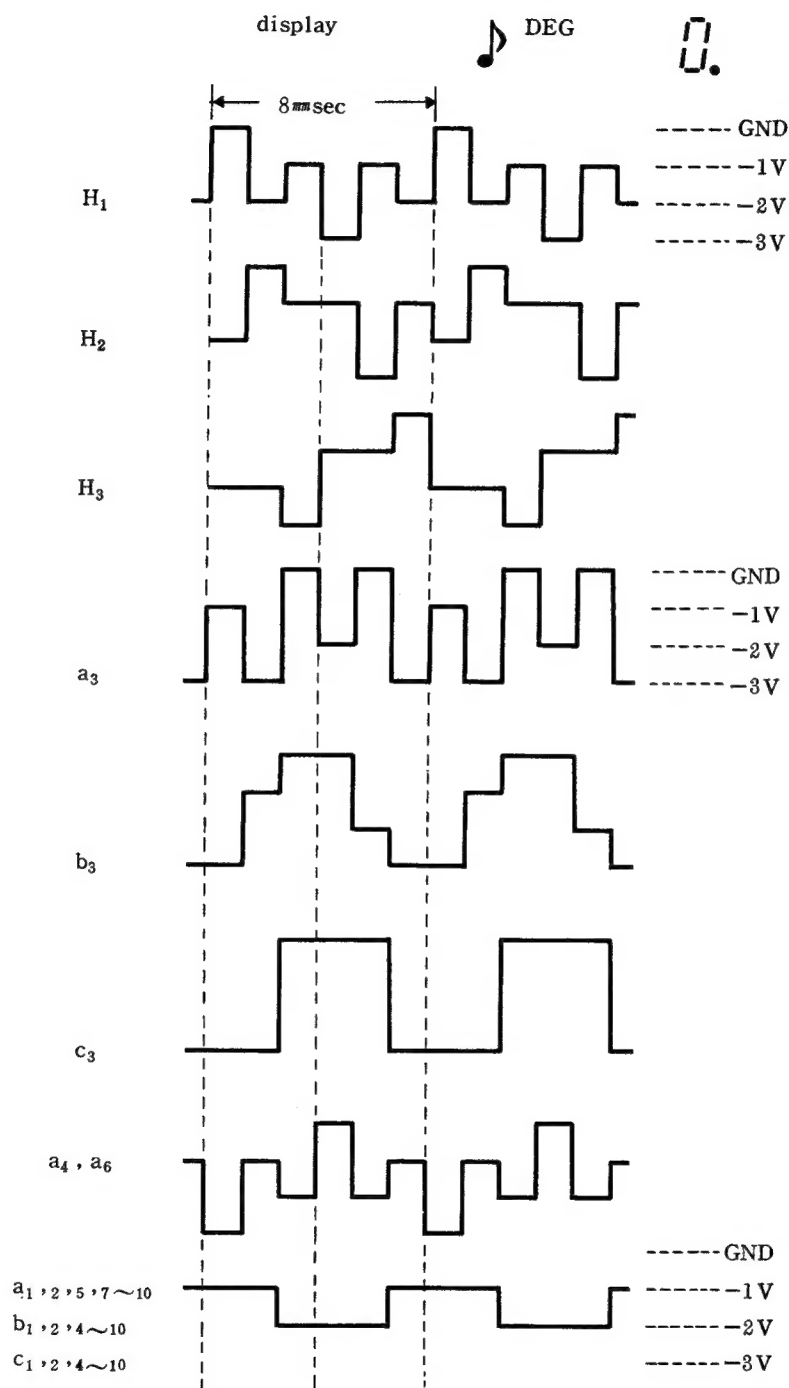 display ♪ DEG 0.
8mmsec
GND
-1V
H₁
-2V
-3V
H₂
H₃
GND
-1V
-2V
a₃
-3V
b₃
c₃
a₄, a₆
GND
a₁,₂,₅,₇~₁₀
-1V
b₁,₂,₄~₁₀
-2V
c₁,₂,₄~₁₀
-3V